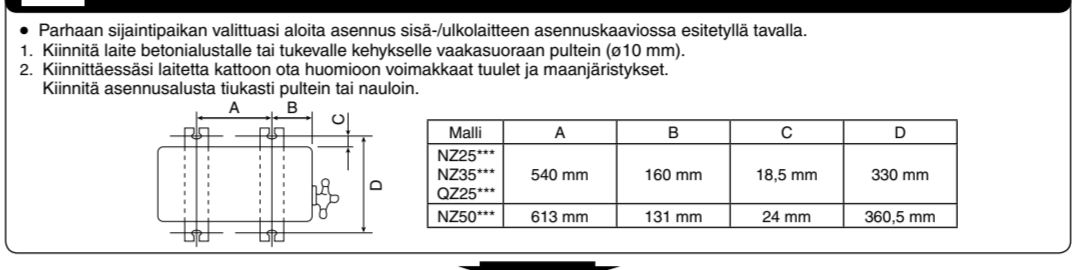 ● Parhaan sijaintipaikan valittuasi aloita asennus sisä-/ulkolaitteen asennuskaaviossa esitetyllä tavalla.
1. Kiinnitä laite betonialustalle tai tukevalle kehykselle vaakasuoraan pultein (ø10 mm).
2. Kiinnittäessäsi laitetta kattoon ota huomioon voimakkaat tuulet ja maanjäristykset.
Kiinnitä asennusalusta tiukasti pultein tai nauloin.
A B C D
Malli A B C D
NZ25***
NZ35*** 540 mm 160 mm 18,5 mm 330 mm
QZ25***
NZ50*** 613 mm 131 mm 24 mm 360,5 mm